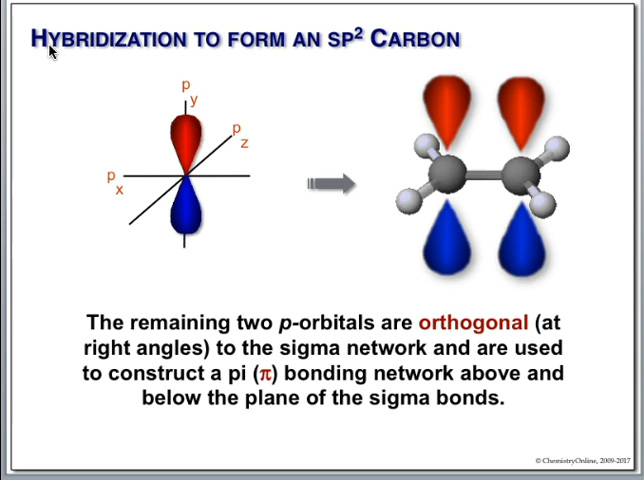 HYBRIDIZATION TO FORM AN SP² CARBON
p
y
p
z
p
x
The remaining two p-orbitals are orthogonal (at
right angles) to the sigma network and are used
to construct a pi (π) bonding network above and
below the plane of the sigma bonds.
© ChemistryOnline, 2009-2017